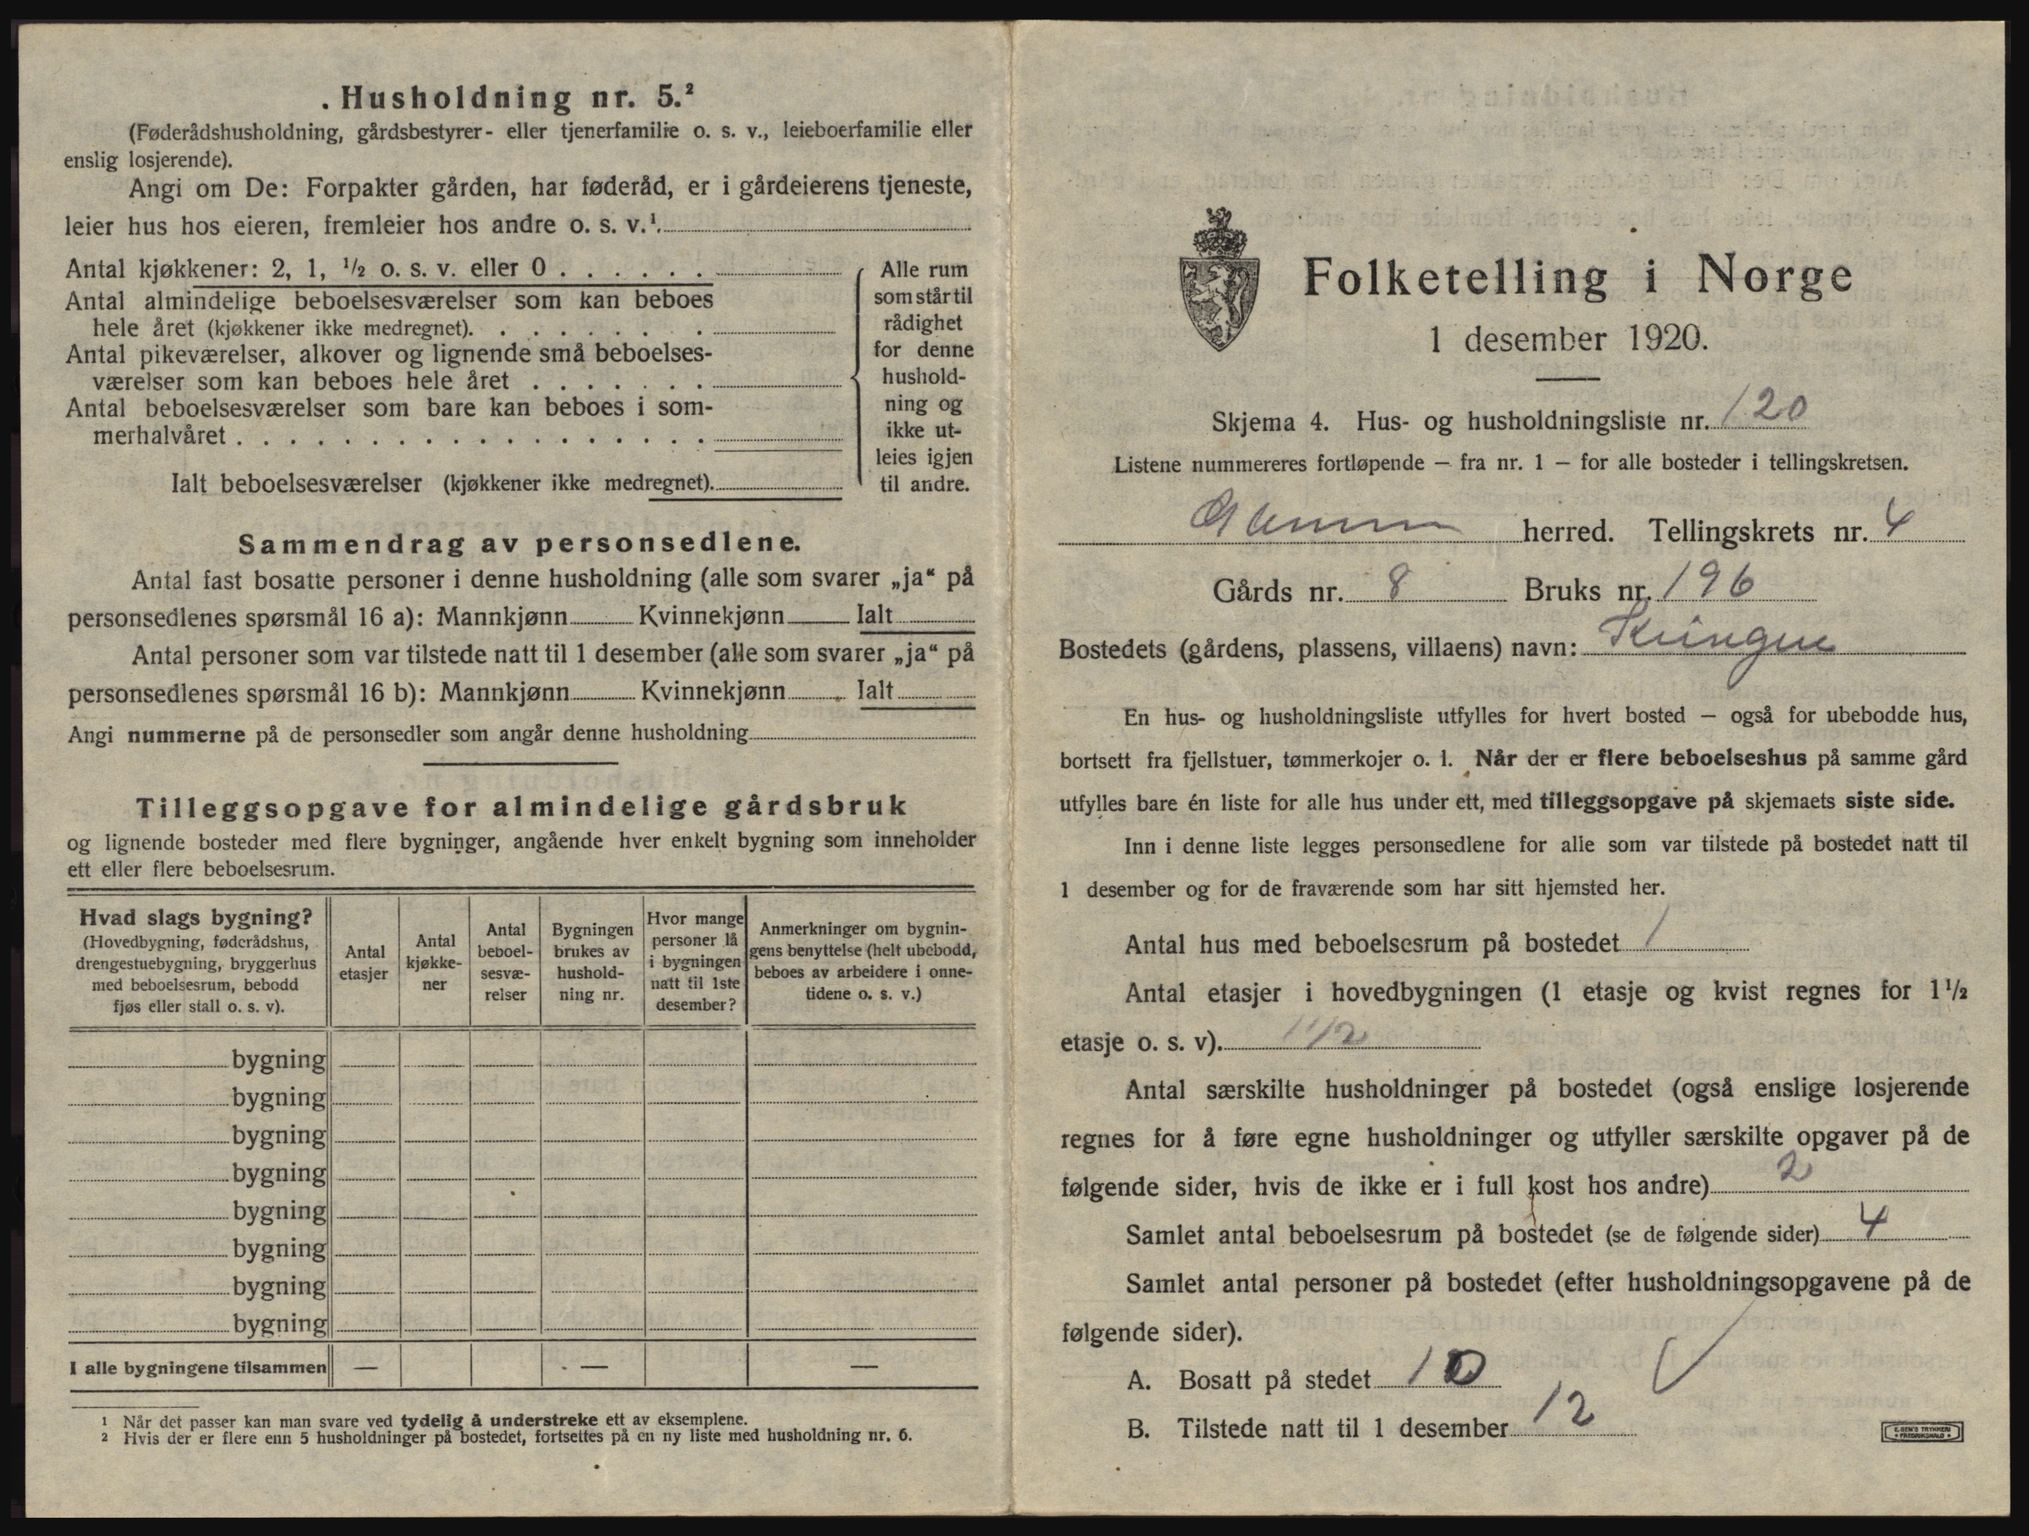 . Husholdning nr. 5.²
(Føderådshusholdning, gårdsbestyrer- eller tjenerfamilie o. s. v., leieboerfamilie eller
enslig losjerende).
Angi om De: Forpakter gården, har føderåd, er i gårdeierens tjeneste,
leier hus hos eieren, fremleier hos andre o. s. v.¹.
Antal kjøkkener: 2, 1, ½ o. s. v. eller 0 . . . . . .
Antal almindelige beboelsesværelser som kan beboes
hele året (kjøkkener ikke medregnet). . . . . . . .
Antal pikeværelser, alkover og lignende små beboelses-
værelser som kan beboes hele året . . . . . . .
Antal beboelsesværelser som bare kan beboes i som-
merhalvåret . . . . . . . . . . . . . . . . . .
Ialt beboelsesværelser (kjøkkener ikke medregnet).
Alle rum
som står til
rådighet
for denne
hushold-
ning og
ikke ut-
leies igjen
til andre.
Sammendrag av personsedlene.
Antal fast bosatte personer i denne husholdning (alle som svarer „ja“ på
personsedlenes spørsmål 16 a): Mannkjønn Kvinnekjønn Ialt
Antal personer som var tilstede natt til 1 desember (alle som svarer „ja“ på
personsedlenes spørsmål 16 b): Mannkjønn Kvinnekjønn Ialt
Angi nummerne på de personsedler som angår denne husholdning
Tilleggsopgave for almindelige gårdsbruk
og lignende bosteder med flere bygninger, angående hver enkelt bygning som inneholder
ett eller flere beboelsesrum.
Hvad slags bygning?
(Hovedbygning, føderådshus,
drengestuebygning, bryggerhus
med beboelsesrum, bebodd
fjøs eller stall o. s. v).
Antal
etasjer
Antal
kjøkke-
ner
Antal
beboel-
sesvæ-
relser
Bygningen
brukes av
hushold-
ning nr.
Hvor mange
personer lå
i bygningen
natt til 1ste
desember?
Anmerkninger om bygnin-
gens benyttelse (helt ubebodd,
beboes av arbeidere i onne-
tidene o. s. v.)
bygning
bygning
bygning
bygning
bygning
bygning
bygning
bygning
I alle bygningene tilsammen — . — —
¹ Når det passer kan man svare ved tydelig å understreke ett av eksemplene.
² Hvis der er flere enn 5 husholdninger på bostedet, fortsettes på en ny liste med husholdning nr. 6.
Folketelling i Norge
1 desember 1920.
Skjema 4. Hus- og husholdningsliste nr. 120
Listene nummereres fortløpende — fra nr. 1 — for alle bosteder i tellingskretsen.
herred. Tellingskrets nr. 4
Gårds nr. 8 Bruks nr. 196
Bostedets (gårdens, plassens, villaens) navn:
En hus- og husholdningsliste utfylles for hvert bosted — også for ubebodde hus,
bortsett fra fjellstuer, tømmerkojer o. l. Når der er flere beboelseshus på samme gård
utfylles bare én liste for alle hus under ett, med tilleggsopgave på skjemaets siste side.
Inn i denne liste legges personsedlene for alle som var tilstede på bostedet natt til
1 desember og for de fraværende som har sitt hjemsted her.
Antal hus med beboelsesrum på bostedet 1
Antal etasjer i hovedbygningen (1 etasje og kvist regnes for 1½
etasje o. s. v). 1 1/2
Antal særskilte husholdninger på bostedet (også enslige losjerende
regnes for å føre egne husholdninger og utfyller særskilte opgaver på de
følgende sider, hvis de ikke er i full kost hos andre) 2
Samlet antal beboelsesrum på bostedet (se de følgende sider) 4
Samlet antal personer på bostedet (efter husholdningsopgavene på de
følgende sider).
A. Bosatt på stedet 10
B. Tilstede natt til 1 desember 12